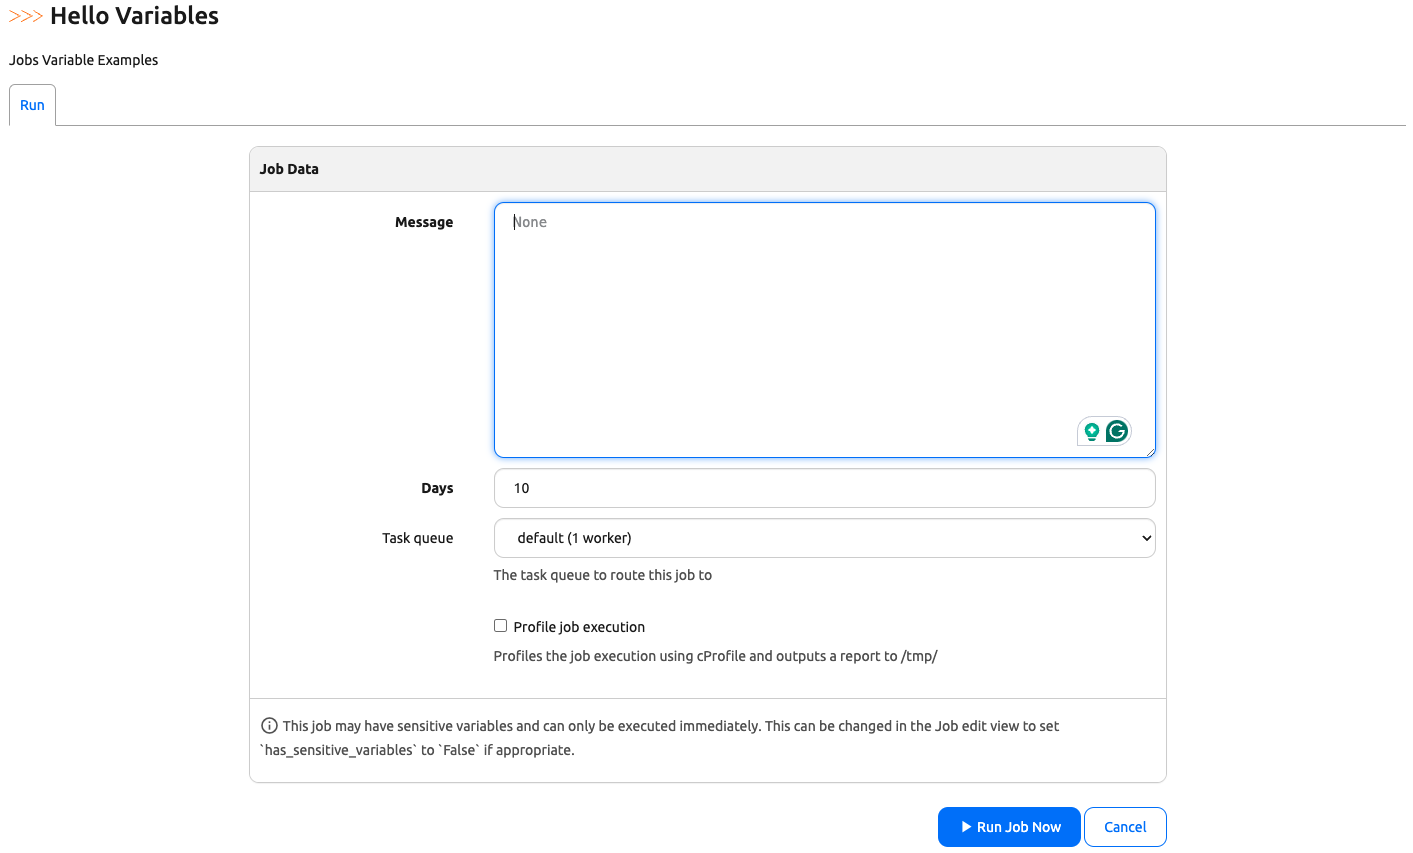 >>> Hello Variables
Jobs Variable Examples
Run
Job Data
Message
None
Days
10
Task queue
default (1 worker)
The task queue to route this job to
Profile job execution
Profiles the job execution using cProfile and outputs a report to /tmp/
This job may have sensitive variables and can only be executed immediately. This can be changed in the Job edit view to set
`has_sensitive_variables` to `False` if appropriate.
Run Job Now
Cancel